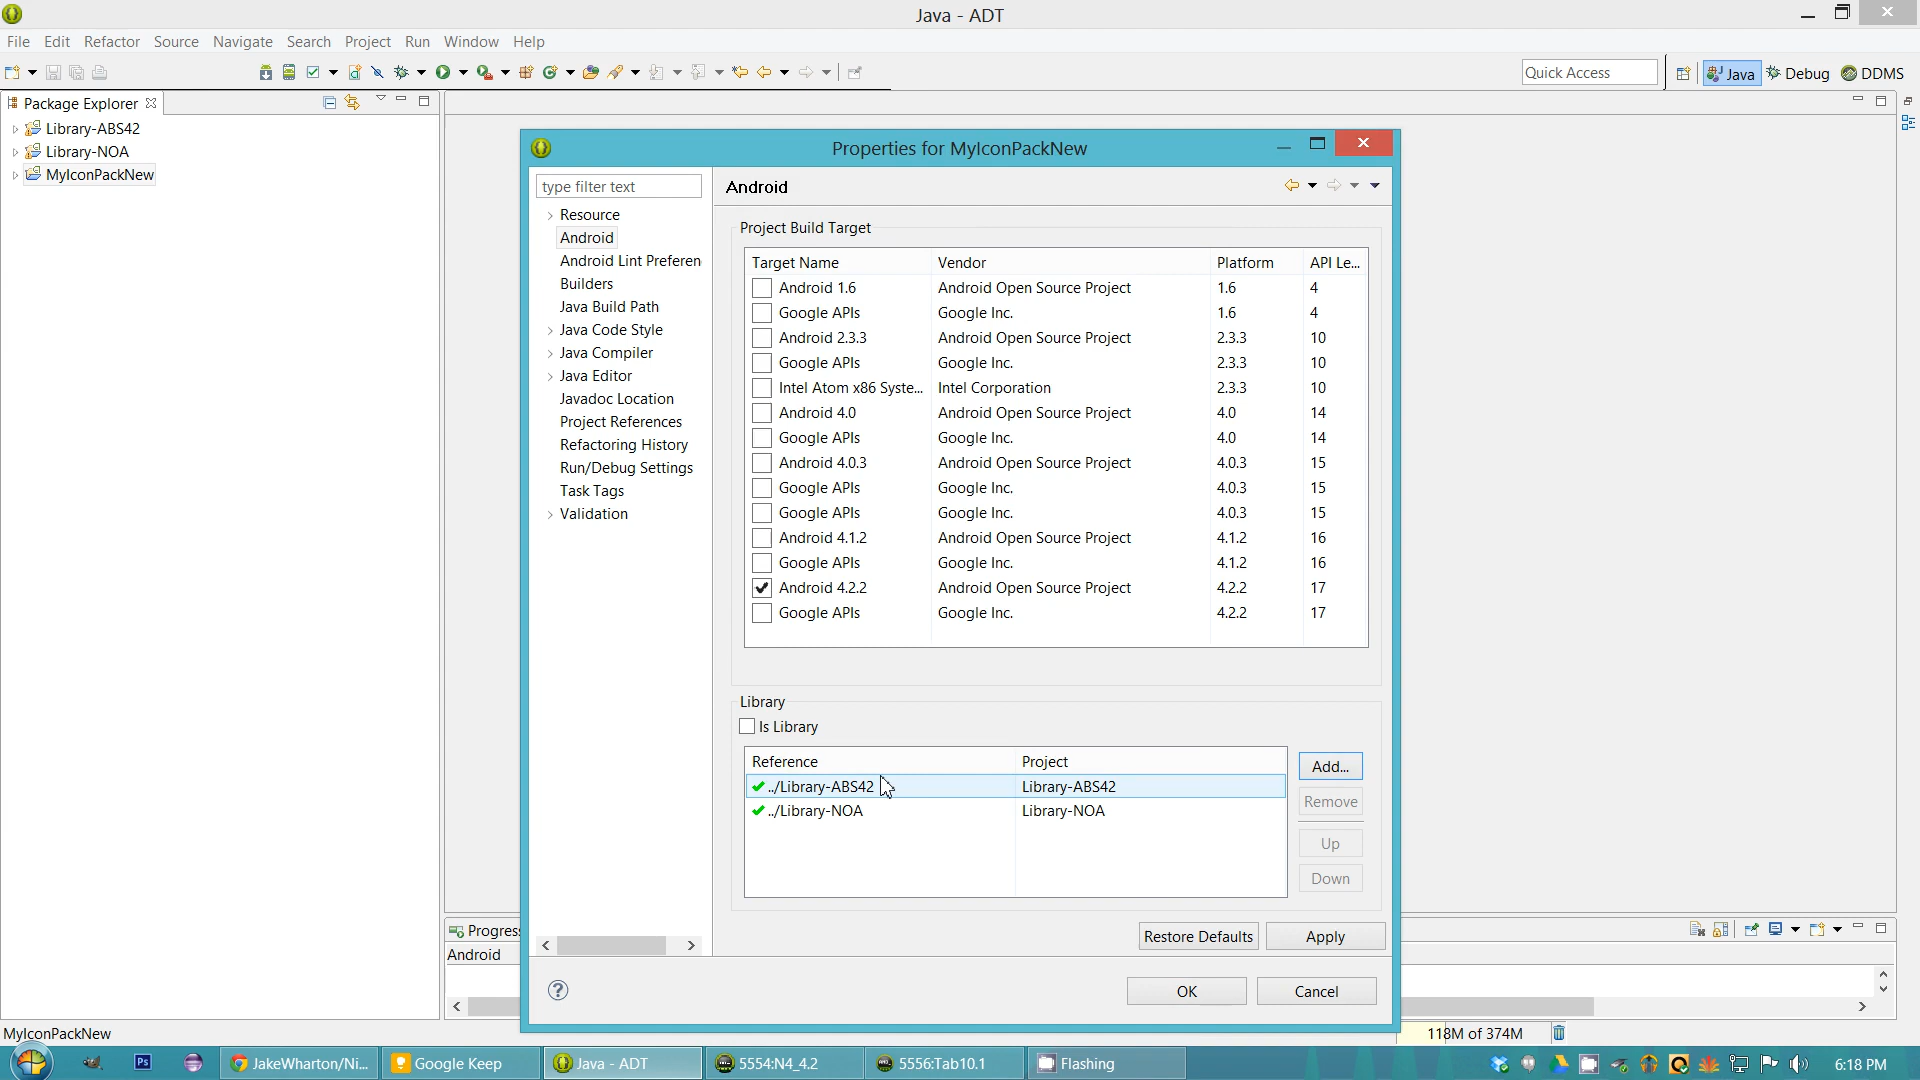 Java - ADT
File Edit Refactor Source Navigate Search Project Run Window Help
Quick Access
Java Debug DDMS
Package Explorer
Library-ABS42
Library-NOA
MyIconPackNew
Properties for MyIconPackNew
type filter text
Resource
Android
Android Lint Preferen
Builders
Java Build Path
Java Code Style
Java Compiler
Java Editor
Javadoc Location
Project References
Refactoring History
Run/Debug Settings
Task Tags
Validation
Android
Project Build Target
Target Name Vendor Platform API Le...
Android 1.6 Android Open Source Project 1.6 4
Google APIs Google Inc. 1.6 4
Android 2.3.3 Android Open Source Project 2.3.3 10
Google APIs Google Inc. 2.3.3 10
Intel Atom x86 Syste... Intel Corporation 2.3.3 10
Android 4.0 Android Open Source Project 4.0 14
Google APIs Google Inc. 4.0 14
Android 4.0.3 Android Open Source Project 4.0.3 15
Google APIs Google Inc. 4.0.3 15
Google APIs Google Inc. 4.0.3 15
Android 4.1.2 Android Open Source Project 4.1.2 16
Google APIs Google Inc. 4.1.2 16
Android 4.2.2 Android Open Source Project 4.2.2 17
Google APIs Google Inc. 4.2.2 17
Library
Is Library
Reference Project
../Library-ABS42 Library-ABS42
../Library-NOA Library-NOA
Add...
Remove
Up
Down
Restore Defaults Apply
OK Cancel
Progress
Android
MyIconPackNew
118M of 374M
Ps
JakeWharton/Ni... Google Keep Java - ADT 5554:N4_4.2 5556:Tab10.1 Flashing
6:18 PM